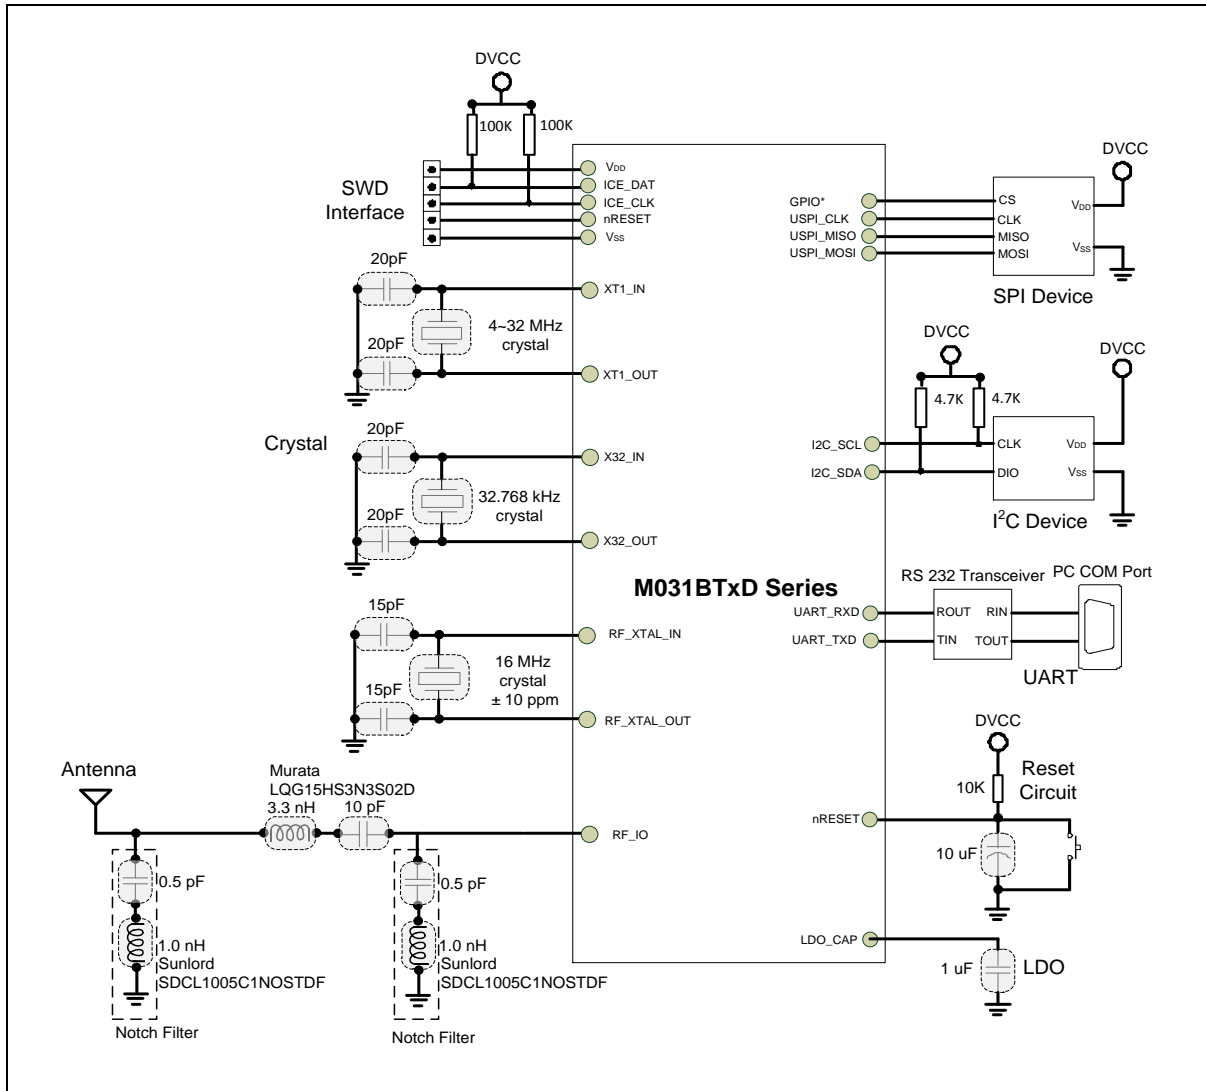 DVCC
100K
100K
SWD
Interface
VDD
ICE_DAT
ICE_CLK
nRESET
VSS
20pF
XT1_IN
4~32 MHz
crystal
20pF
XT1_OUT
Crystal
20pF
X32_IN
32.768 kHz
crystal
20pF
X32_OUT
15pF
RF_XTAL_IN
16 MHz
crystal
± 10 ppm
15pF
RF_XTAL_OUT
Antenna
Murata
LQG15HS3N3S02D
3.3 nH
10 pF
RF_IO
0.5 pF
1.0 nH
Sunlord
SDCL1005C1NOSTDF
Notch Filter
0.5 pF
1.0 nH
Sunlord
SDCL1005C1NOSTDF
Notch Filter
M031BTxD Series
DVCC
GPIO*
USPI_CLK
USPI_MISO
USPI_MOSI
CS
CLK
MISO
MOSI
VDD
VSS
SPI Device
DVCC
DVCC
4.7K
4.7K
I2C_SCL
I2C_SDA
CLK
DIO
VDD
VSS
I²C Device
RS 232 Transceiver
PC COM Port
UART_RXD
UART_TXD
ROUT
RIN
TIN
TOUT
UART
DVCC
10K
Reset
Circuit
nRESET
10 uF
LDO_CAP
1 uF
LDO